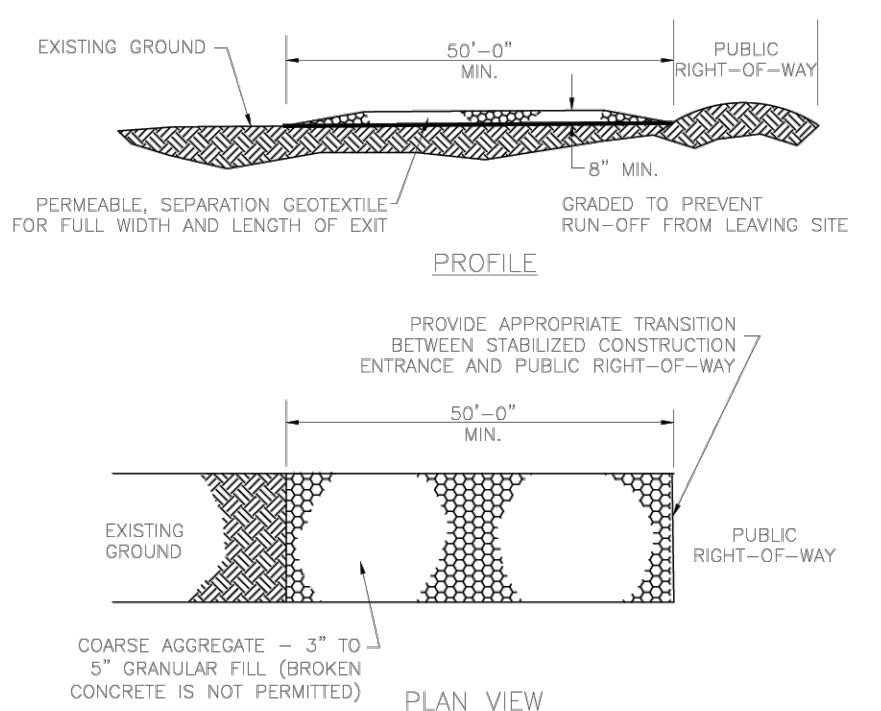 EXISTING GROUND
50'-0"
MIN.
PUBLIC
RIGHT-OF-WAY
8" MIN.
PERMEABLE, SEPARATION GEOTEXTILE
FOR FULL WIDTH AND LENGTH OF EXIT
GRADED TO PREVENT
RUN-OFF FROM LEAVING SITE
PROFILE
PROVIDE APPROPRIATE TRANSITION
BETWEEN STABILIZED CONSTRUCTION
ENTRANCE AND PUBLIC RIGHT-OF-WAY
50'-0"
MIN.
EXISTING
GROUND
PUBLIC
RIGHT-OF-WAY
COARSE AGGREGATE - 3" TO
5" GRANULAR FILL (BROKEN
CONCRETE IS NOT PERMITTED)
PLAN VIEW